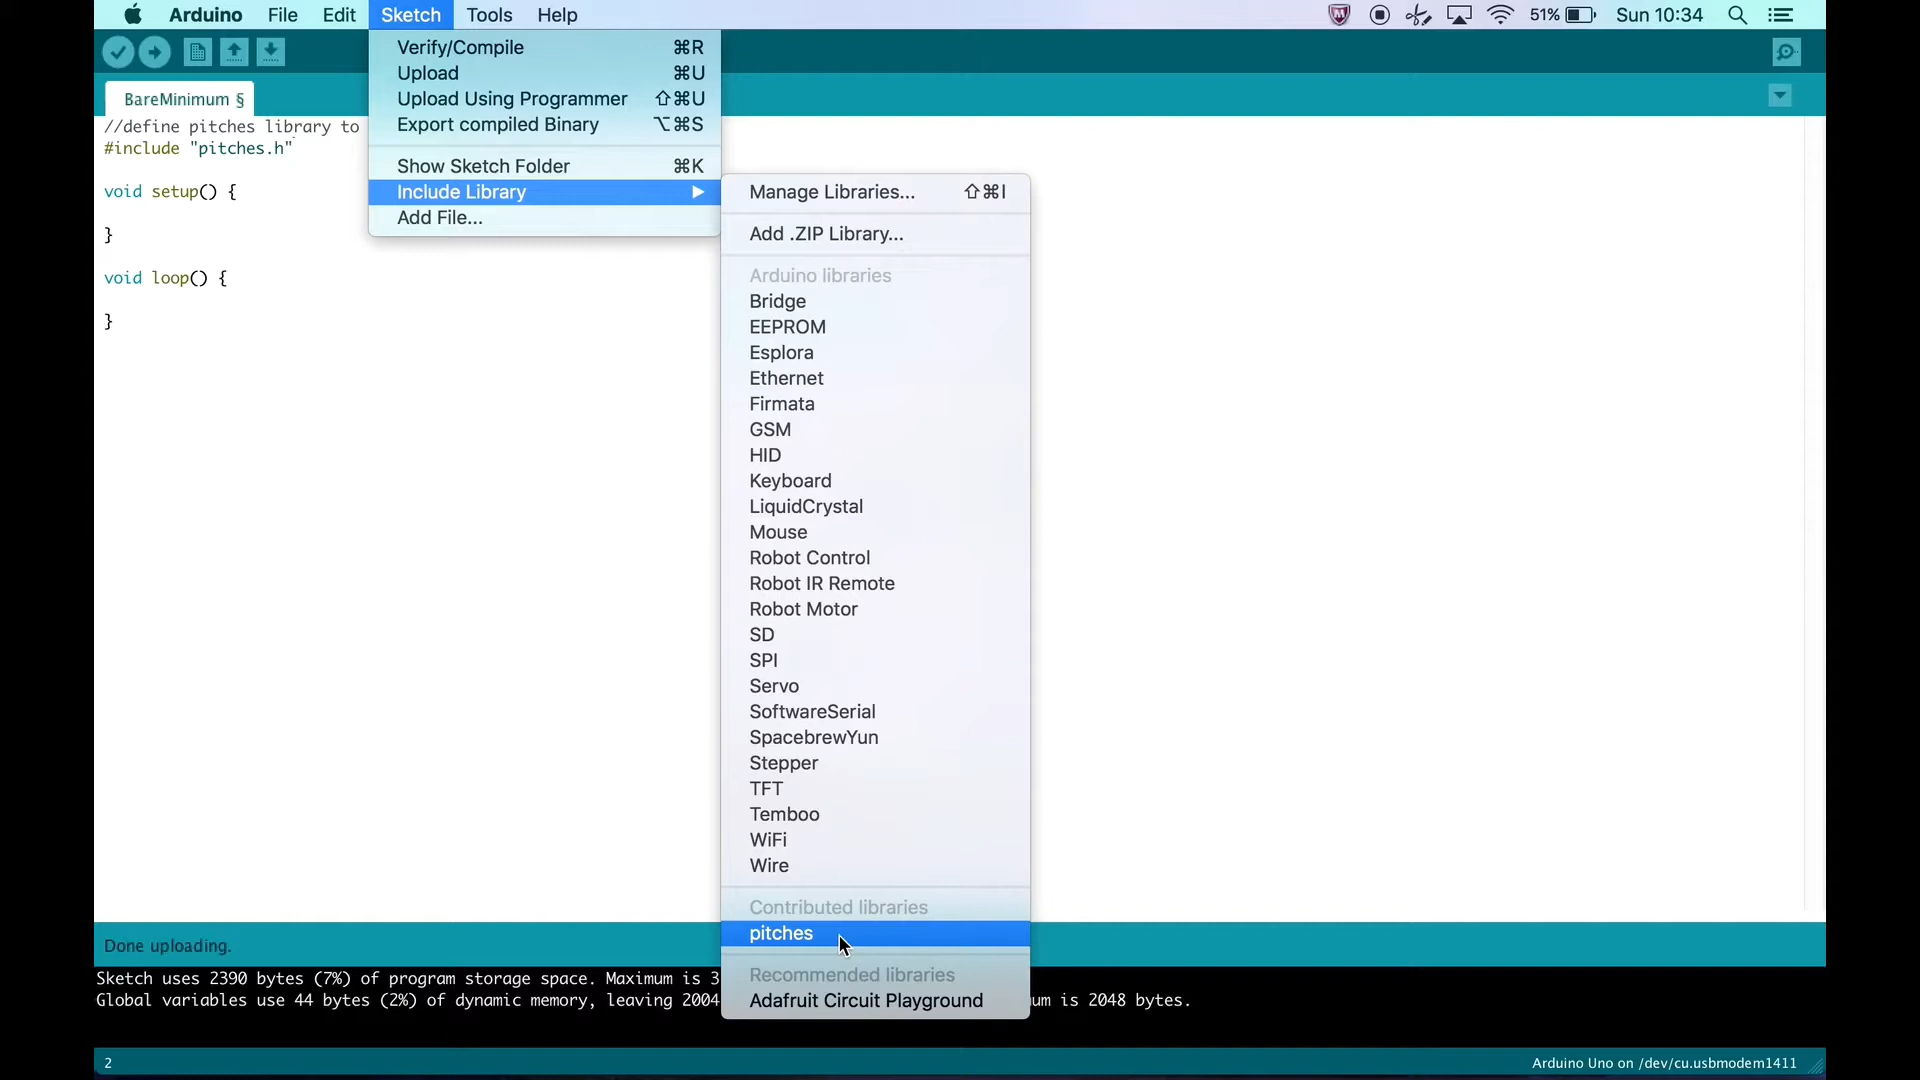 Arduino File Edit Sketch Tools Help 51% Sun 10:34
Verify/Compile ⌘R
Upload ⌘U
Upload Using Programmer ⇧⌘U
Export compiled Binary ⌥⌘S
Show Sketch Folder ⌘K
Include Library ▶
Add File...
BareMinimum §
//define pitches library to
#include "pitches.h"
void setup() {
}
void loop() {
}
Manage Libraries... ⇧⌘I
Add .ZIP Library...
Arduino libraries
Bridge
EEPROM
Esplora
Ethernet
Firmata
GSM
HID
Keyboard
LiquidCrystal
Mouse
Robot Control
Robot IR Remote
Robot Motor
SD
SPI
Servo
SoftwareSerial
SpacebrewYun
Stepper
TFT
Temboo
WiFi
Wire
Contributed libraries
pitches
Recommended libraries
Adafruit Circuit Playground
Done uploading.
Sketch uses 2390 bytes (7%) of program storage space. Maximum is 3
Global variables use 44 bytes (2%) of dynamic memory, leaving 2004 um is 2048 bytes.
2 Arduino Uno on /dev/cu.usbmodem1411